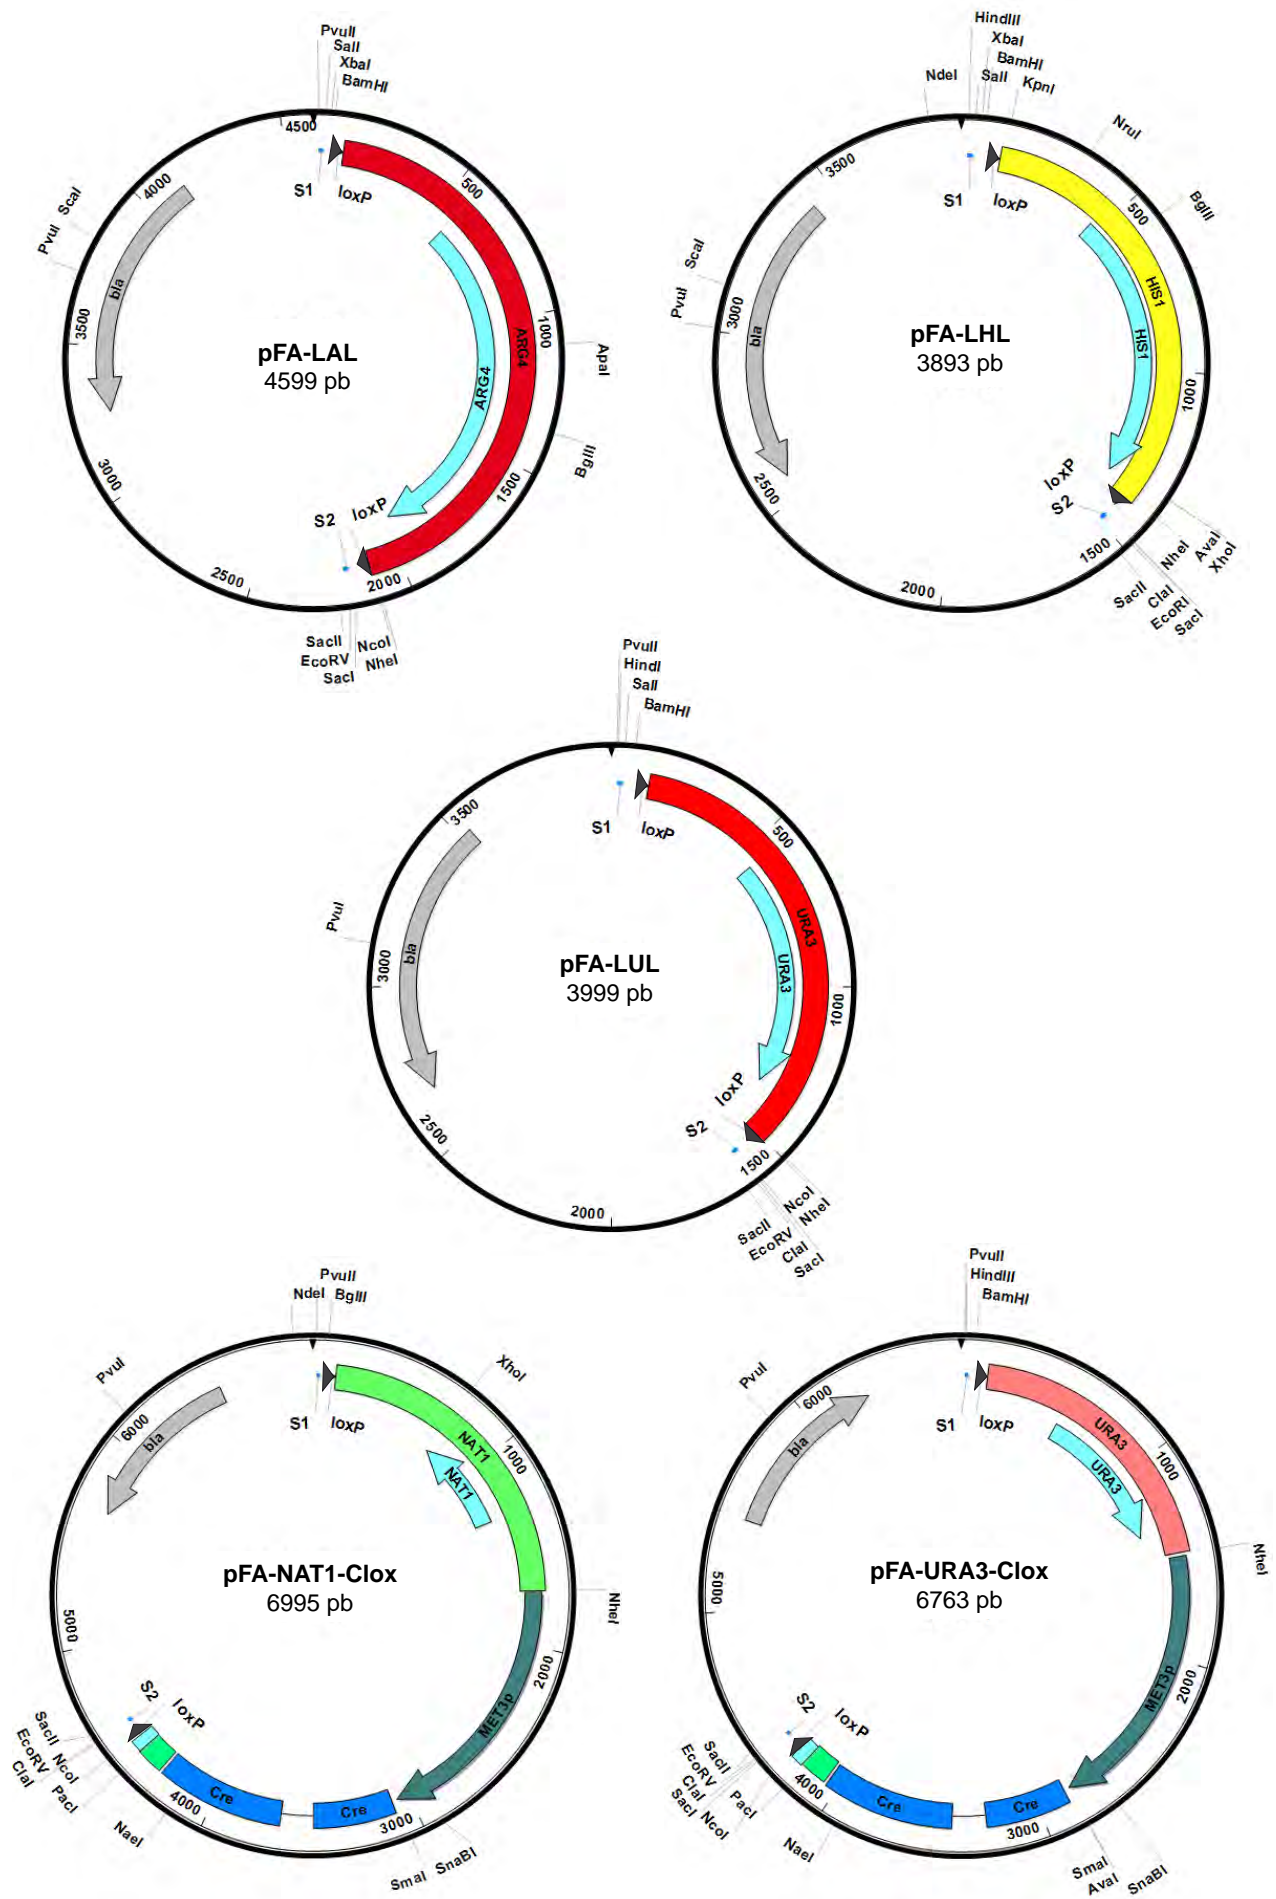 PvuII
SalI
XbaI
BamHI
4500
S1
loxP
500
1000
ApaI
BglII
1500
ARG4
ARG4
loxP
S2
2000
NcoI
NheI
SacII
EcoRV
SacI
2500
3000
3500
PvuI
ScaI
4000
bla
pFA-LAL
4599 pb
HindIII
XbaI
BamHI
NdeI
SalI
KpnI
NruI
BglII
S1
loxP
500
HIS1
HIS1
1000
loxP
S2
AvaI
XhoI
NheI
1500
SacII
ClaI
EcoRI
SacI
2000
2500
3000
PvuI
ScaI
3500
bla
pFA-LHL
3893 pb
PvuII
HindI
SalI
BamHI
S1
loxP
500
URA3
URA3
1000
loxP
S2
1500
NcoI
NheI
SacII
EcoRV
ClaI
SacI
2000
2500
3000
PvuI
3500
bla
pFA-LUL
3999 pb
PvuII
NdeI
BglII
XhoI
PvuI
6000
bla
S1
loxP
NAT1
NAT1
1000
NheI
2000
MET3p
pFA-NAT1-Clox
6995 pb
5000
S2
loxP
SacII
NcoI
EcoRV
ClaI
PacI
NaeI
4000
Cre
Cre
3000
SmaI
SnaBI
PvuII
HindIII
BamHI
PvuI
6000
bla
S1
loxP
URA3
URA3
1000
NheI
2000
MET3p
pFA-URA3-Clox
6763 pb
5000
S2
loxP
SacII
EcoRV
ClaI
SacI
NcoI
PacI
NaeI
4000
Cre
Cre
3000
SmaI
AvaI
SnaBI